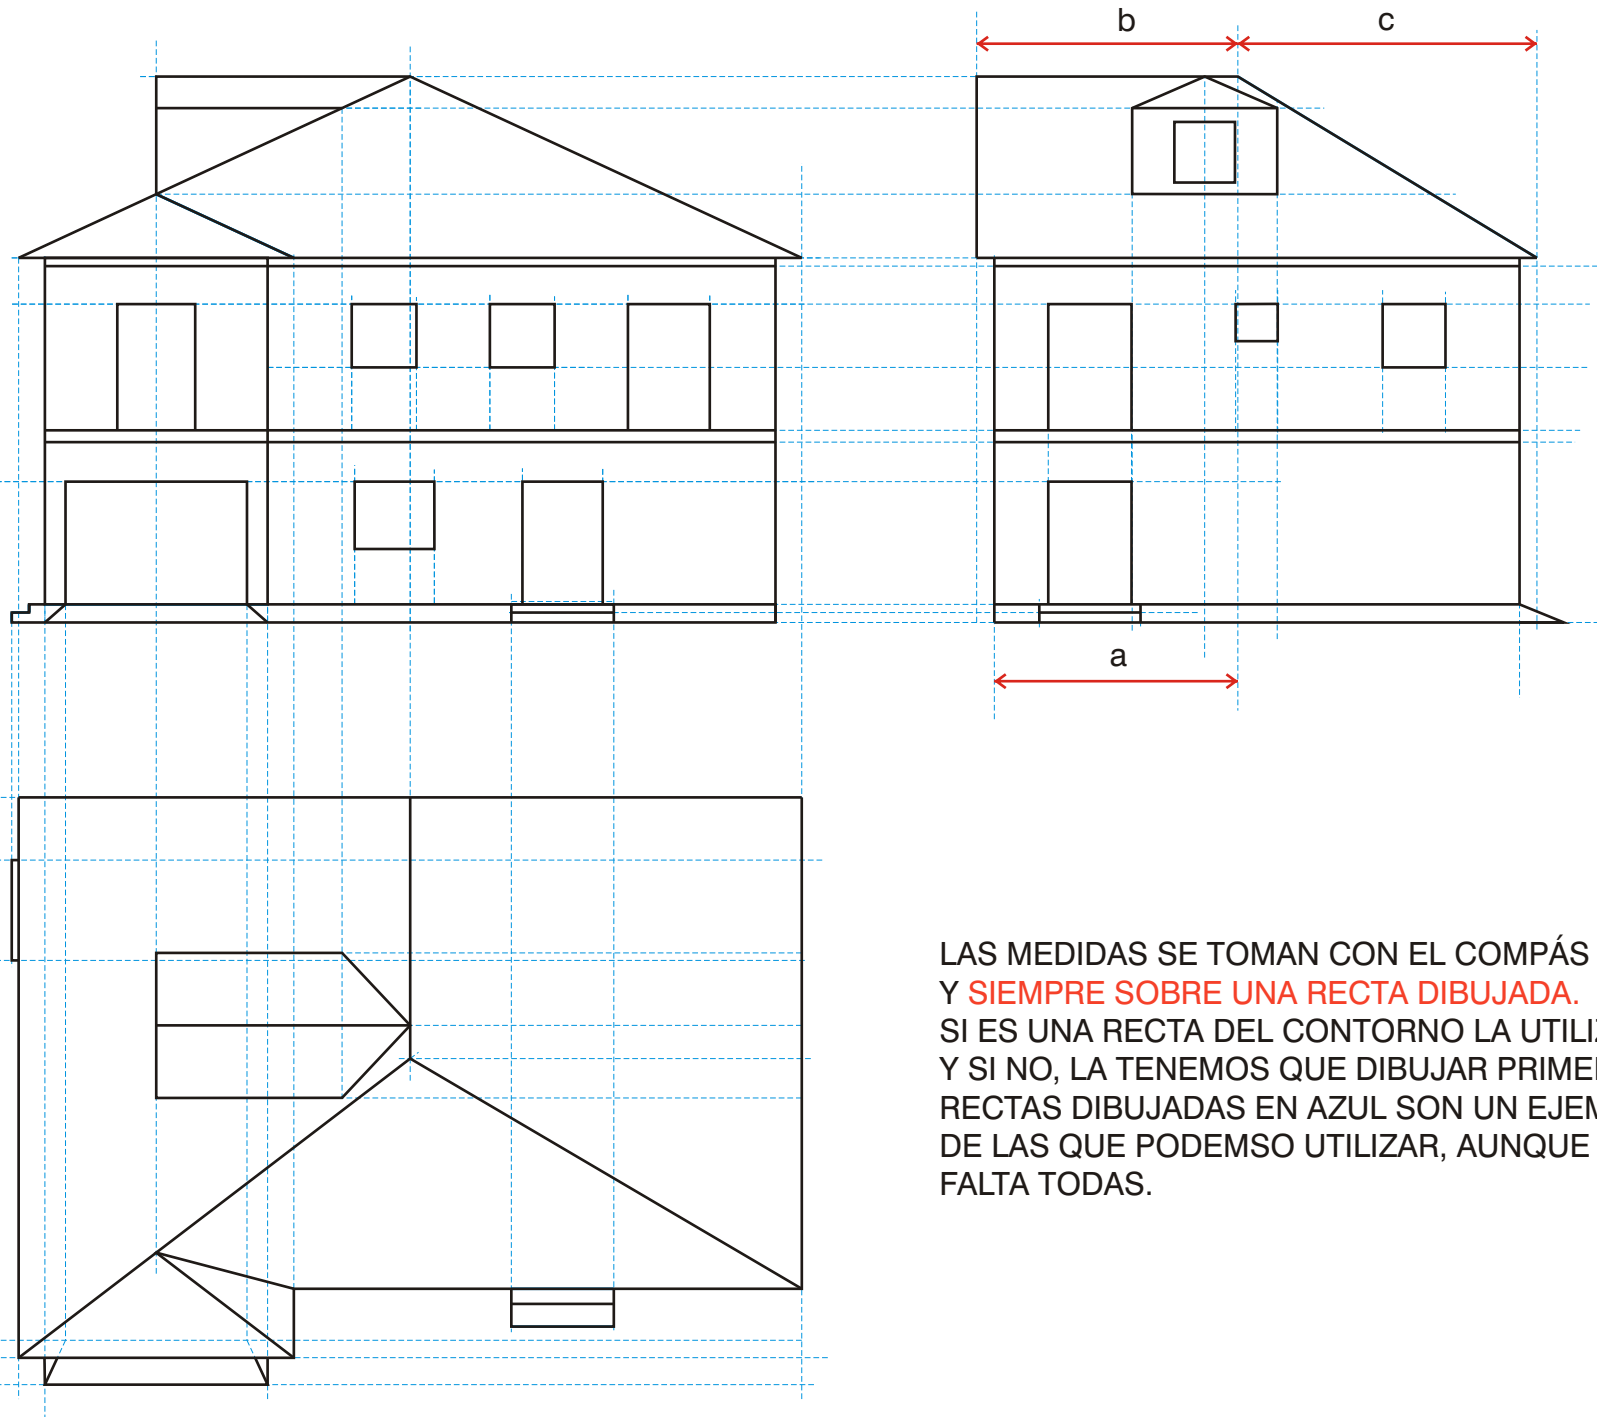 b
c
a
LAS MEDIDAS SE TOMAN CON EL COMPÁS
Y SIEMPRE SOBRE UNA RECTA DIBUJADA.
SI ES UNA RECTA DEL CONTORNO LA
Y SI NO, LA TENEMOS QUE DIBUJAR
RECTAS DIBUJADAS EN AZUL SON UN
DE LAS QUE PODEMSO UTILIZAR, AUNQUE
FALTA TODAS.